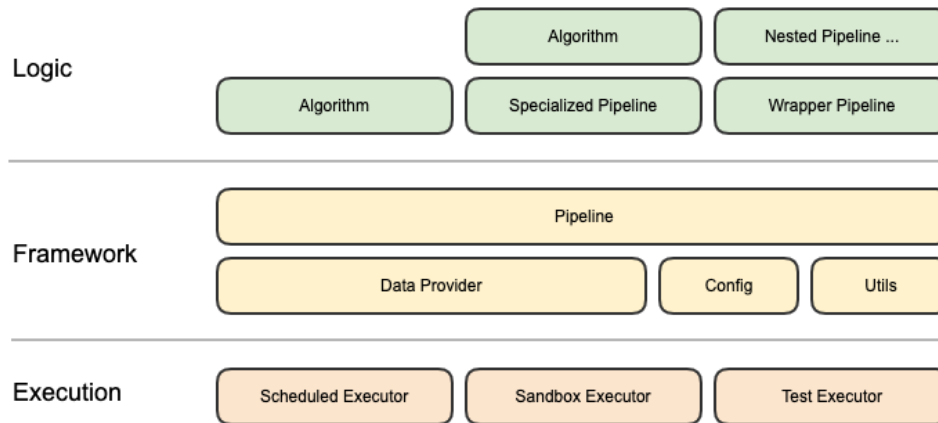 Algorithm
Nested Pipeline ...
Logic
Algorithm
Specialized Pipeline
Wrapper Pipeline
Pipeline
Framework
Data Provider
Config
Utils
Execution
Scheduled Executor
Sandbox Executor
Test Executor